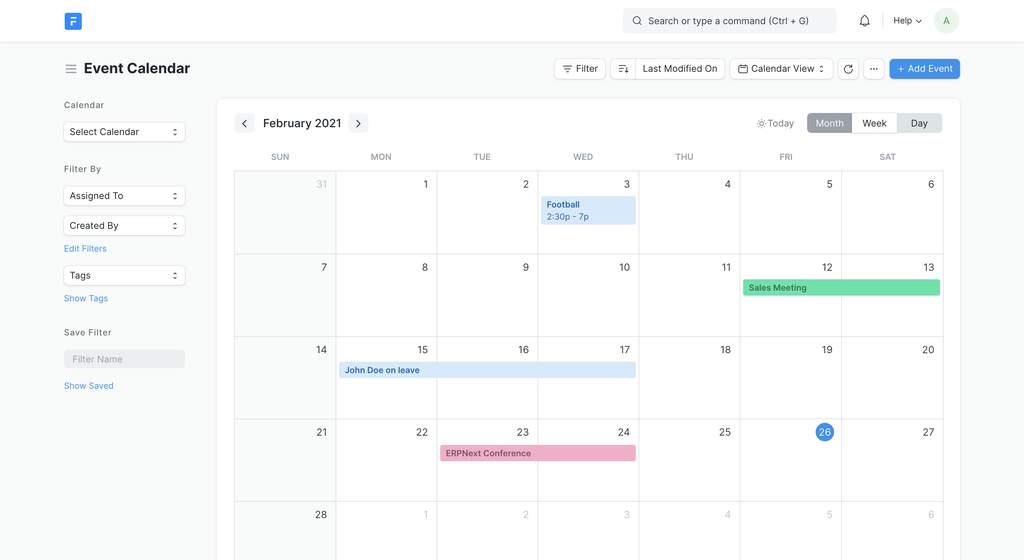 F
Search or type a command (Ctrl + G)
Help
A
Event Calendar
Filter
Last Modified On
Calendar View
+ Add Event
Calendar
Select Calendar
Filter By
Assigned To
Created By
Edit Filters
Tags
Show Tags
Save Filter
Filter Name
Show Saved
February 2021
Today
Month Week Day
SUN MON TUE WED THU FRI SAT
31 1 2 3 4 5 6
Football
2:30p - 7p
7 8 9 10 11 12 13
Sales Meeting
14 15 16 17 18 19 20
John Doe on leave
21 22 23 24 25 26 27
ERPNext Conference
28 1 2 3 4 5 6